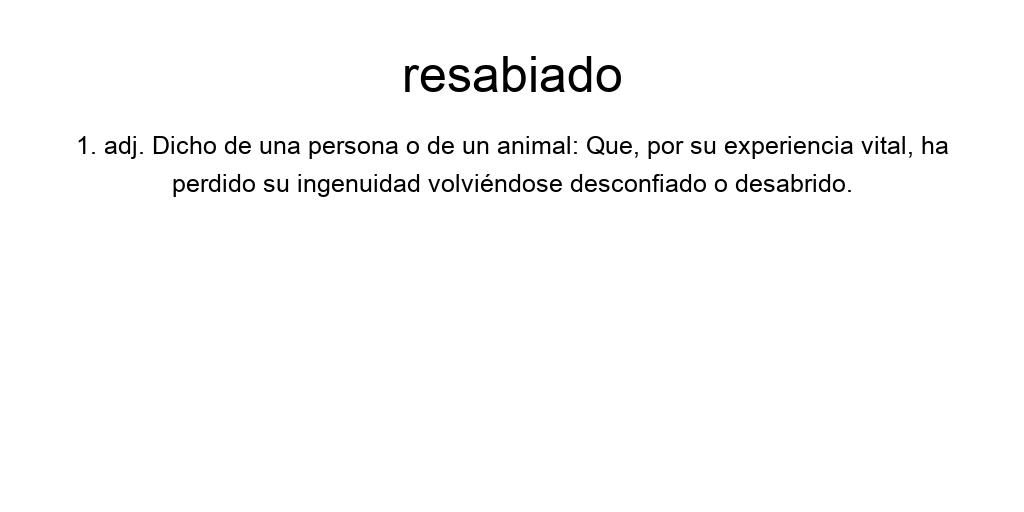 resabiado
1. adj. Dicho de una persona o de un animal: Que, por su experiencia vital, ha
perdido su ingenuidad volviéndose desconfiado o desabrido.